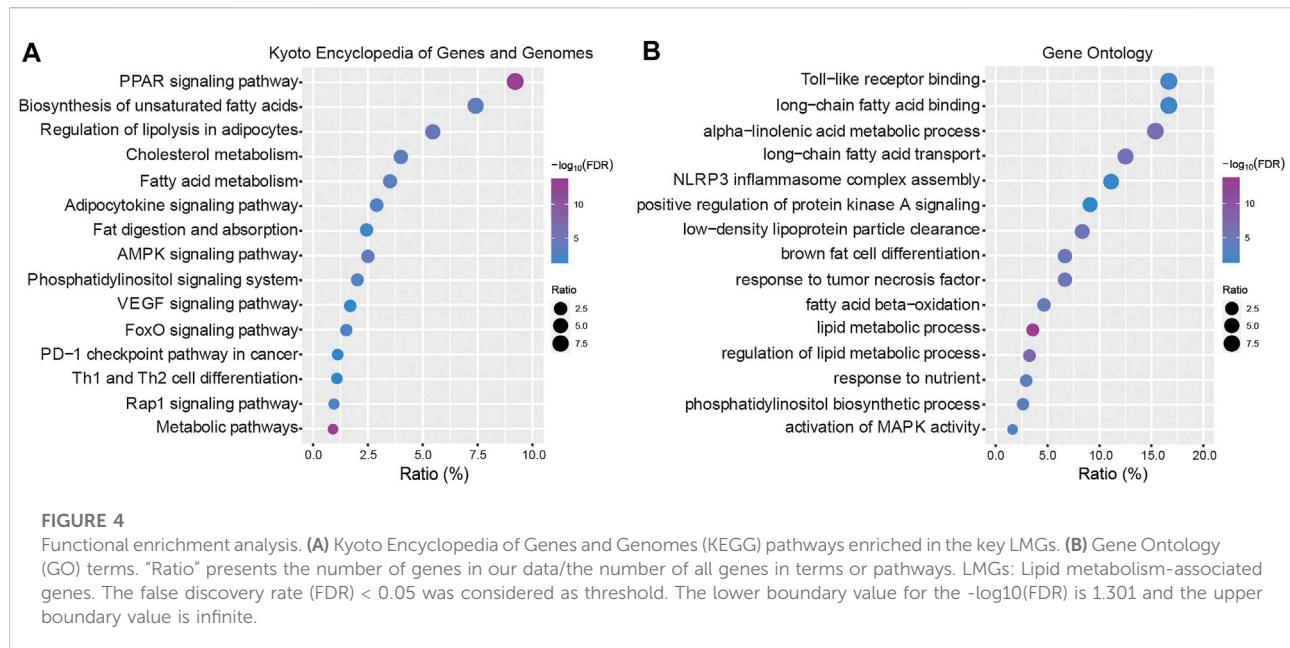 A
Kyoto Encyclopedia of Genes and Genomes
PPAR signaling pathway
Biosynthesis of unsaturated fatty acids
Regulation of lipolysis in adipocytes
Cholesterol metabolism
Fatty acid metabolism
Adipocytokine signaling pathway
Fat digestion and absorption
AMPK signaling pathway
Phosphatidylinositol signaling system
VEGF signaling pathway
FoxO signaling pathway
PD−1 checkpoint pathway in cancer
Th1 and Th2 cell differentiation
Rap1 signaling pathway
Metabolic pathways
0.0 2.5 5.0 7.5 10.0
Ratio (%)
−log10(FDR)
10
5
Ratio
2.5
5.0
7.5
B
Gene Ontology
Toll−like receptor binding
long−chain fatty acid binding
alpha−linolenic acid metabolic process
long−chain fatty acid transport
NLRP3 inflammasome complex assembly
positive regulation of protein kinase A signaling
low−density lipoprotein particle clearance
brown fat cell differentiation
response to tumor necrosis factor
fatty acid beta−oxidation
lipid metabolic process
regulation of lipid metabolic process
response to nutrient
phosphatidylinositol biosynthetic process
activation of MAPK activity
0.0 5.0 10.0 15.0 20.0
Ratio (%)
−log10(FDR)
10
5
Ratio
2.5
5.0
7.5
FIGURE 4
Functional enrichment analysis. (A) Kyoto Encyclopedia of Genes and Genomes (KEGG) pathways enriched in the key LMGs. (B) Gene Ontology
(GO) terms. “Ratio” presents the number of genes in our data/the number of all genes in terms or pathways. LMGs: Lipid metabolism-associated
genes. The false discovery rate (FDR) < 0.05 was considered as threshold. The lower boundary value for the -log10(FDR) is 1.301 and the upper
boundary value is infinite.